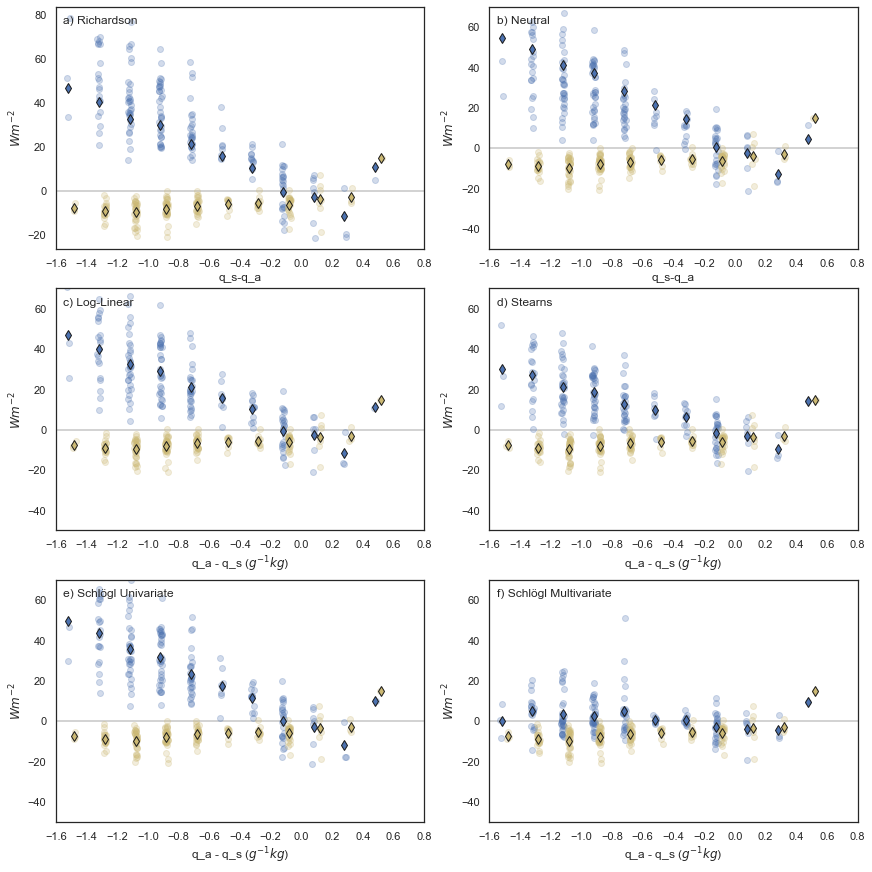 a) Richardson
80
60
40
20
0
−20
Wm⁻²
−1.6 −1.4 −1.2 −1.0 −0.8 −0.6 −0.4 −0.2 0.0 0.2 0.4 0.6 0.8
q_s-q_a
b) Neutral
60
40
20
0
−20
−40
Wm⁻²
−1.6 −1.4 −1.2 −1.0 −0.8 −0.6 −0.4 −0.2 0.0 0.2 0.4 0.6 0.8
q_s-q_a
c) Log-Linear
60
40
20
0
−20
−40
Wm⁻²
−1.6 −1.4 −1.2 −1.0 −0.8 −0.6 −0.4 −0.2 0.0 0.2 0.4 0.6 0.8
q_a - q_s (g⁻¹kg)
d) Stearns
60
40
20
0
−20
−40
Wm⁻²
−1.6 −1.4 −1.2 −1.0 −0.8 −0.6 −0.4 −0.2 0.0 0.2 0.4 0.6 0.8
q_a - q_s (g⁻¹kg)
e) Schlögl Univariate
60
40
20
0
−20
−40
Wm⁻²
−1.6 −1.4 −1.2 −1.0 −0.8 −0.6 −0.4 −0.2 0.0 0.2 0.4 0.6 0.8
q_a - q_s (g⁻¹kg)
f) Schlögl Multivariate
60
40
20
0
−20
−40
Wm⁻²
−1.6 −1.4 −1.2 −1.0 −0.8 −0.6 −0.4 −0.2 0.0 0.2 0.4 0.6 0.8
q_a - q_s (g⁻¹kg)